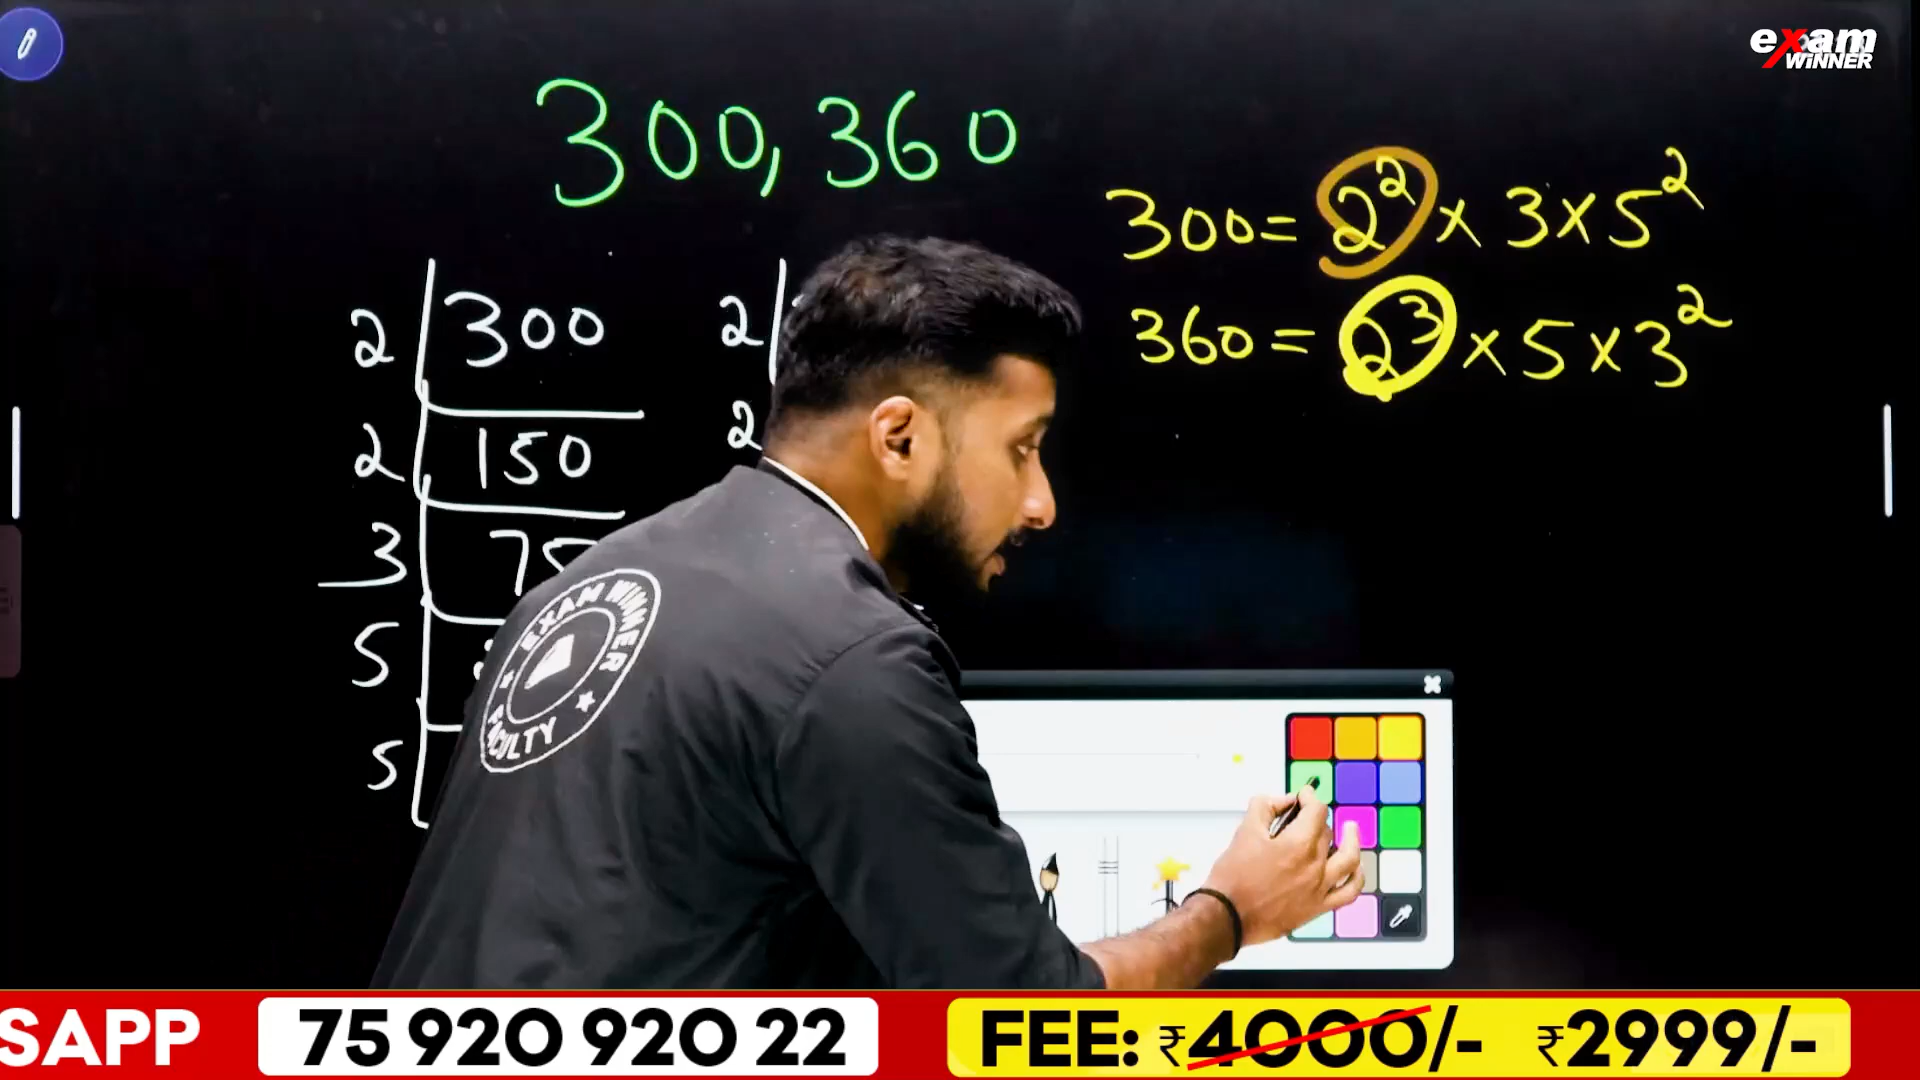 exam
WINNER
300, 360
300 = 2² × 3 × 5²
360 = 2³ × 5 × 3²
2 | 300
2 | 150
3 | 75
5
5
2
2
EXAM WINNER
FACULTY
SAPP 75 920 920 22 FEE: ₹4000/- ₹2999/-